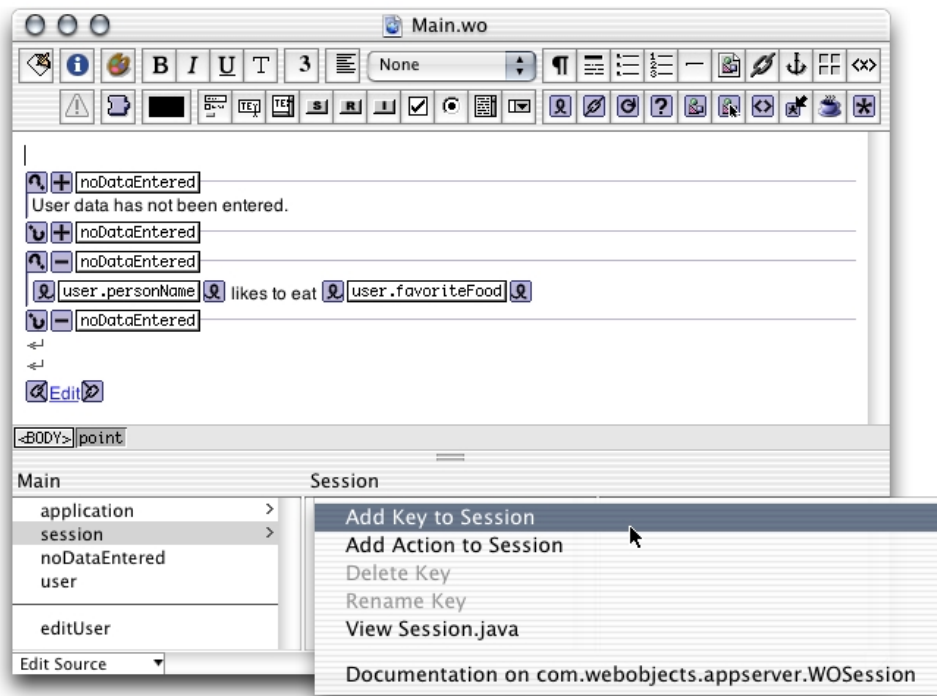 Main.wo
B I U T 3 None
TEXT TEXT S R I ?
noDataEntered
User data has not been entered.
noDataEntered
noDataEntered
user.personName likes to eat user.favoriteFood
noDataEntered
Edit
<BODY> point
Main Session
application >
session >
noDataEntered
user
editUser
Edit Source
Add Key to Session
Add Action to Session
Delete Key
Rename Key
View Session.java
Documentation on com.webobjects.appserver.WOSession